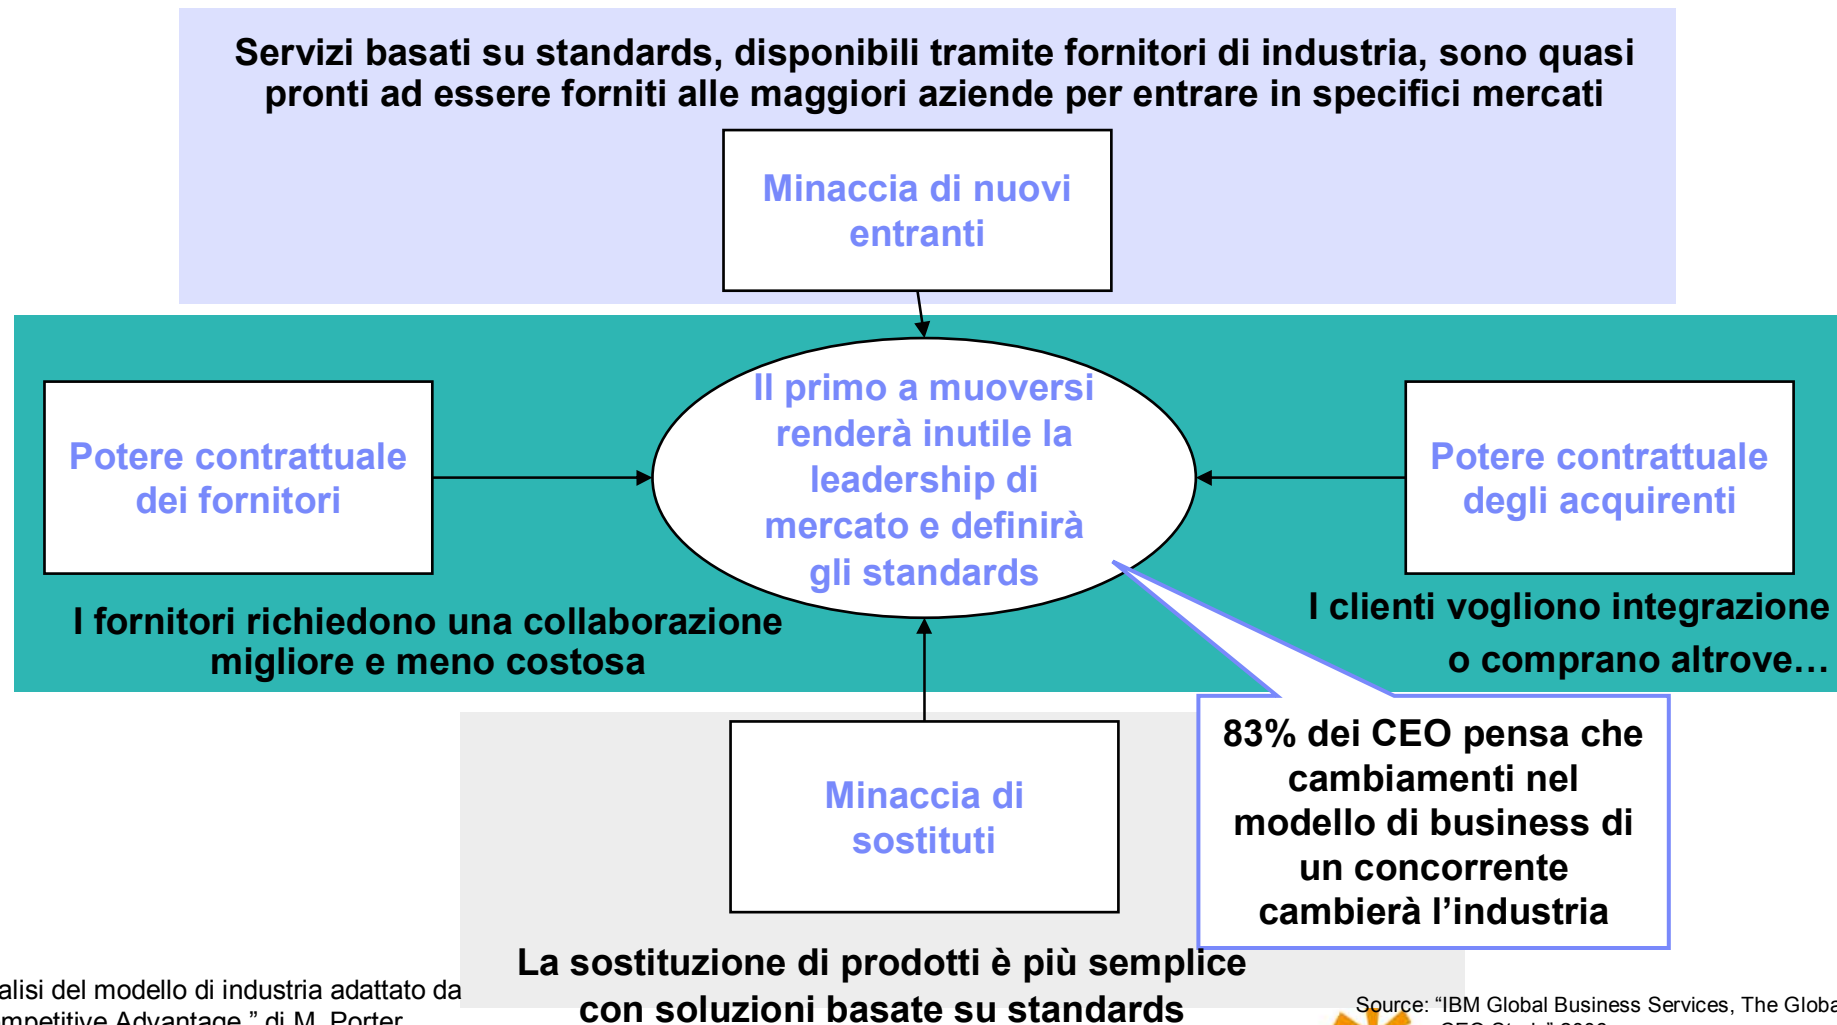 Servizi basati su standards, disponibili tramite fornitori di industria, sono quasi
pronti ad essere forniti alle maggiori aziende per entrare in specifici mercati
Minaccia di nuovi
entranti
Il primo a muoversi
renderà inutile la
leadership di
mercato e definirà
gli standards
Potere contrattuale
dei fornitori
Potere contrattuale
degli acquirenti
I fornitori richiedono una collaborazione
migliore e meno costosa
I clienti vogliono integrazione
o comprano altrove…
Minaccia di
sostituti
83% dei CEO pensa che
cambiamenti nel
modello di business di
un concorrente
cambierà l’industria
La sostituzione di prodotti è più semplice
con soluzioni basate su standards
alisi del modello di industria adattato da
mpetitive Advantage,” di M. Porter
Source: “IBM Global Business Services, The Globa